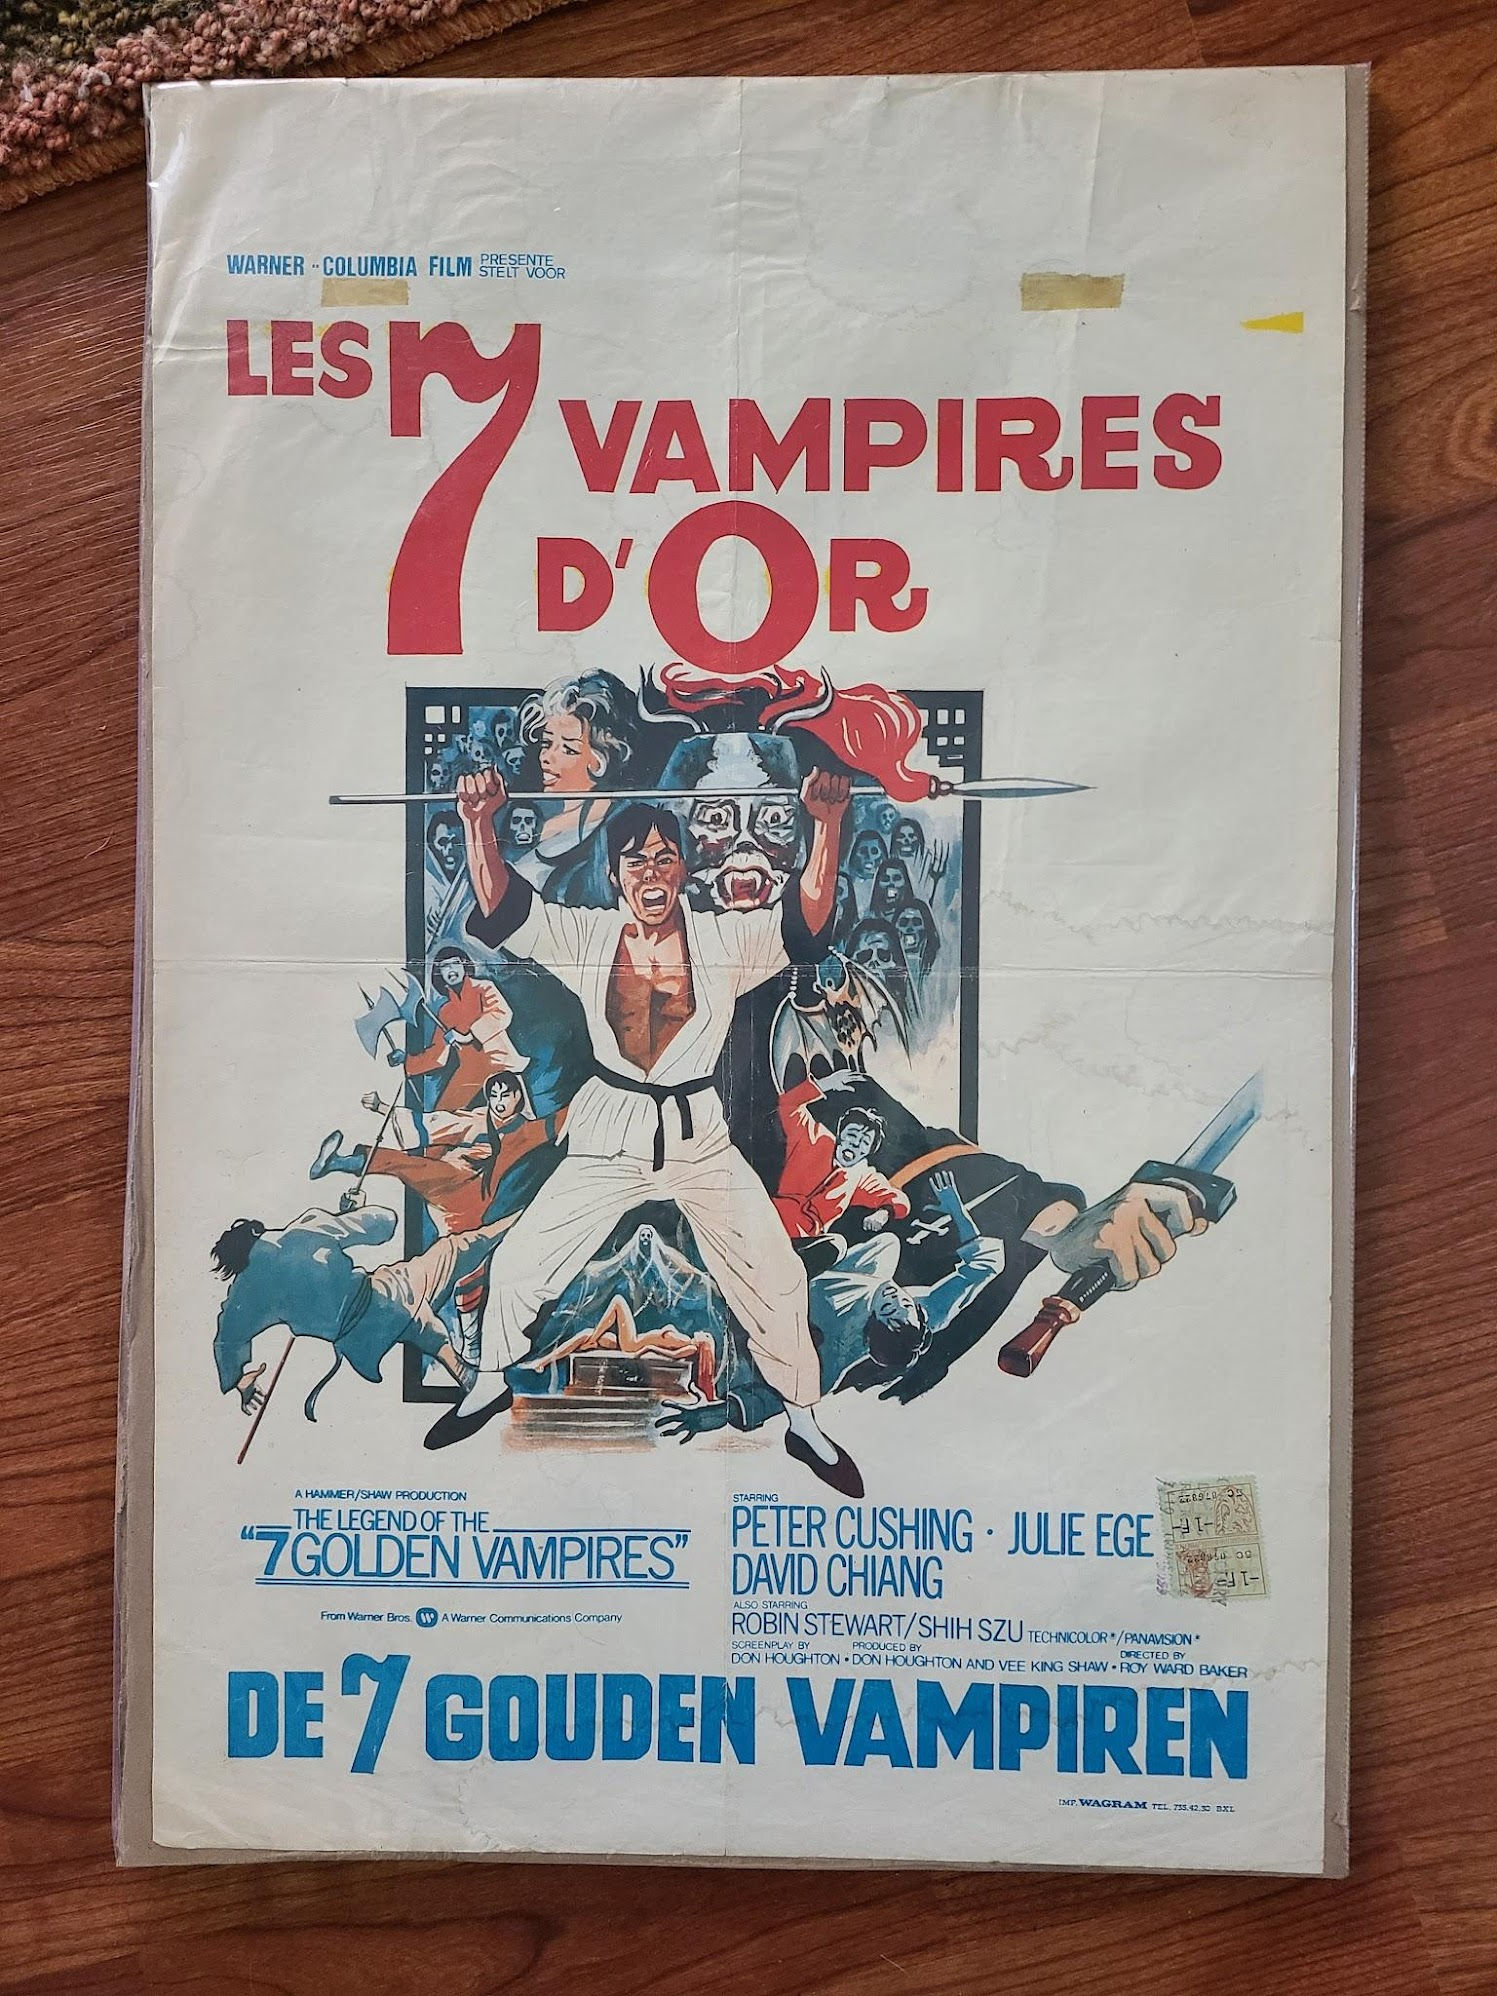 WARNER - COLUMBIA FILM PRESENTE
STELT VOOR
LES 7 VAMPIRES
D'OR
A HAMMER/SHAW PRODUCTION
THE LEGEND OF THE
"7 GOLDEN VAMPIRES"
From Warner Bros. W A Warner Communications Company
STARRING
PETER CUSHING · JULIE EGE
DAVID CHIANG
ALSO STARRING
ROBIN STEWART/SHIH SZU TECHNICOLOR®/PANAVISION®
SCREENPLAY BY PRODUCED BY DIRECTED BY
DON HOUGHTON • DON HOUGHTON AND VEE KING SHAW • ROY WARD BAKER
-1F-
-1F
DE 7 GOUDEN VAMPIREN
IMP. WAGRAM TEL. 735.42.30 BXL